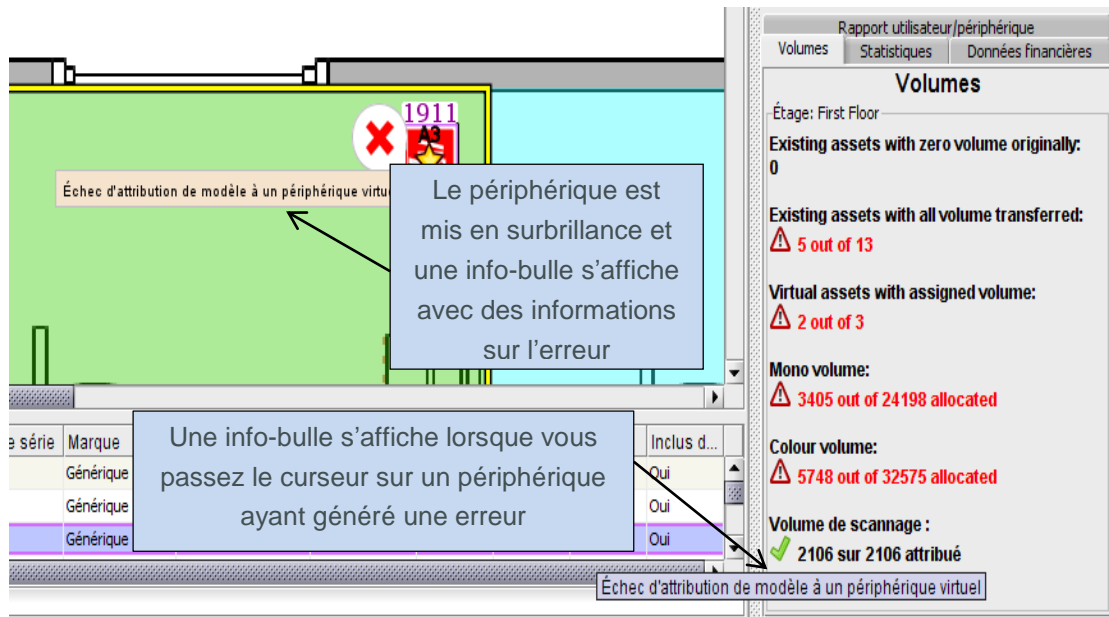 1911
A3
Échec d'attribution de modèle à un périphérique virtue
Le périphérique est
mis en surbrillance et
une info-bulle s'affiche
avec des informations
sur l'erreur
e série Marque Inclus d...
Générique Oui
Générique Oui
Générique Oui
Une info-bulle s'affiche lorsque vous
passez le curseur sur un périphérique
ayant généré une erreur
Échec d'attribution de modèle à un périphérique virtuel
Rapport utilisateur/périphérique
Volumes Statistiques Données financières
Volumes
Étage: First Floor
Existing assets with zero volume originally:
0
Existing assets with all volume transferred:
5 out of 13
Virtual assets with assigned volume:
2 out of 3
Mono volume:
3405 out of 24198 allocated
Colour volume:
5748 out of 32575 allocated
Volume de scannage :
2106 sur 2106 attribué